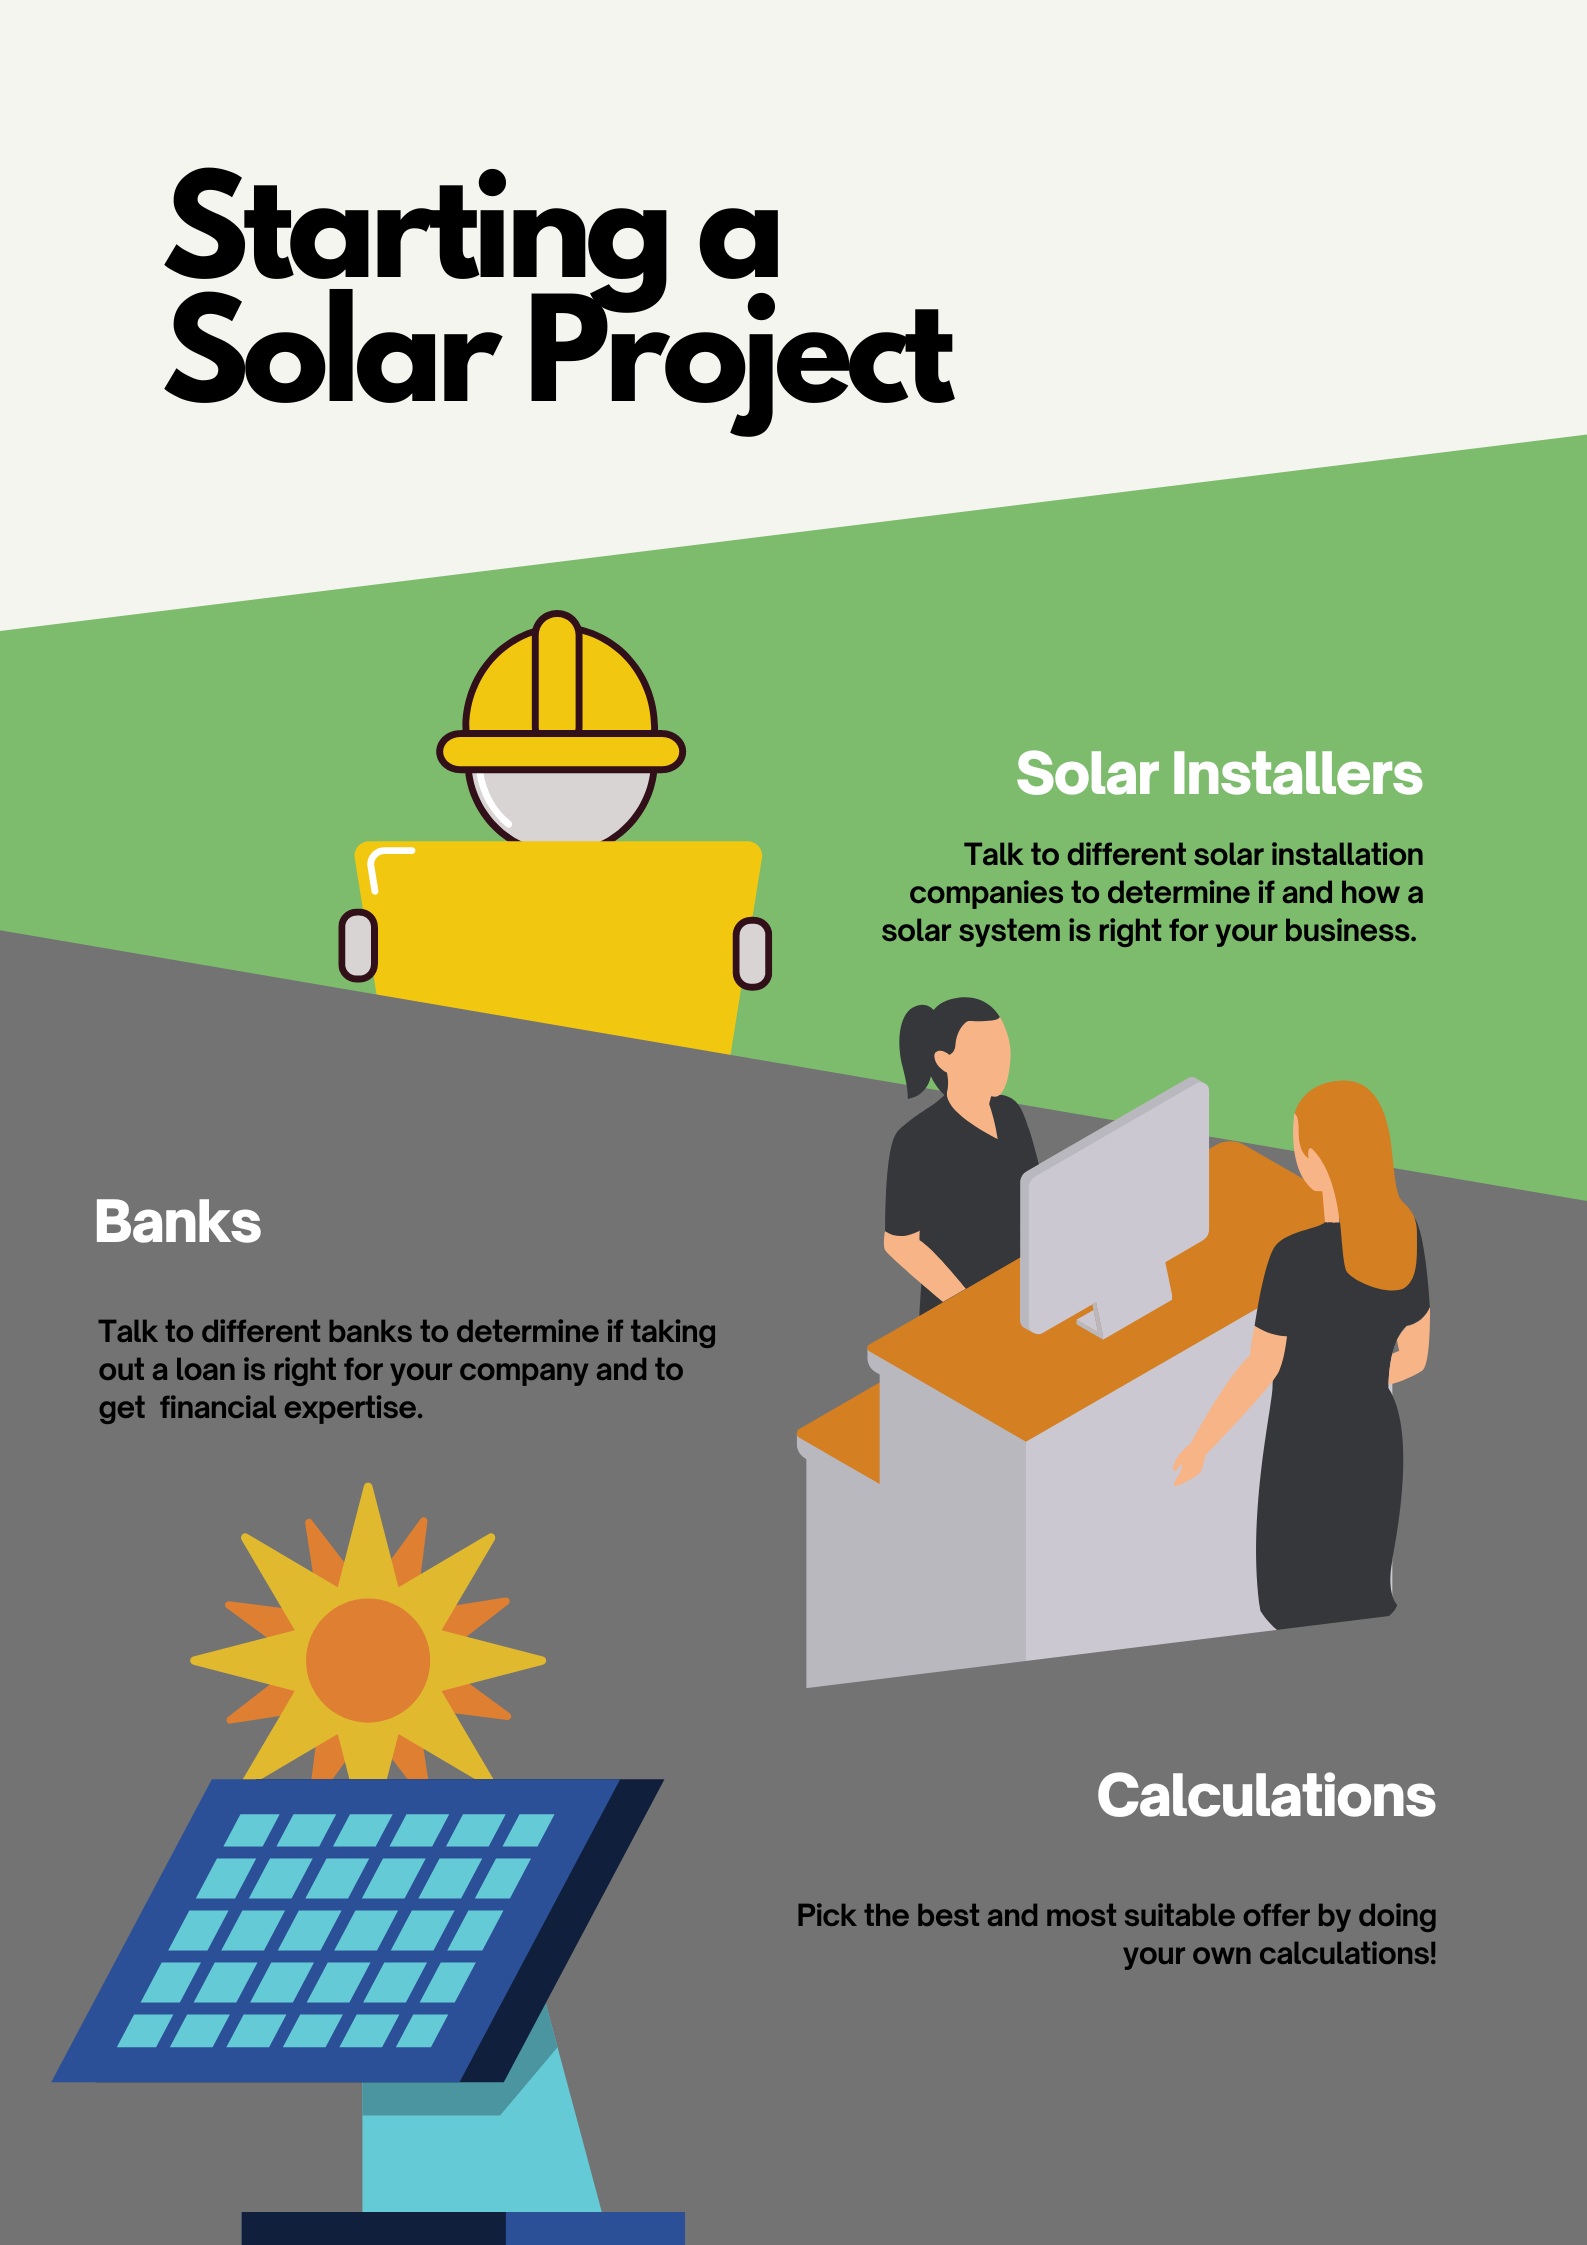 Starting a
Solar Project
Solar Installers
Talk to different solar installation
companies to determine if and how a
solar system is right for your business.
Banks
Talk to different banks to determine if taking
out a loan is right for your company and to
get  financial expertise.
Calculations
Pick the best and most suitable offer by doing
your own calculations!